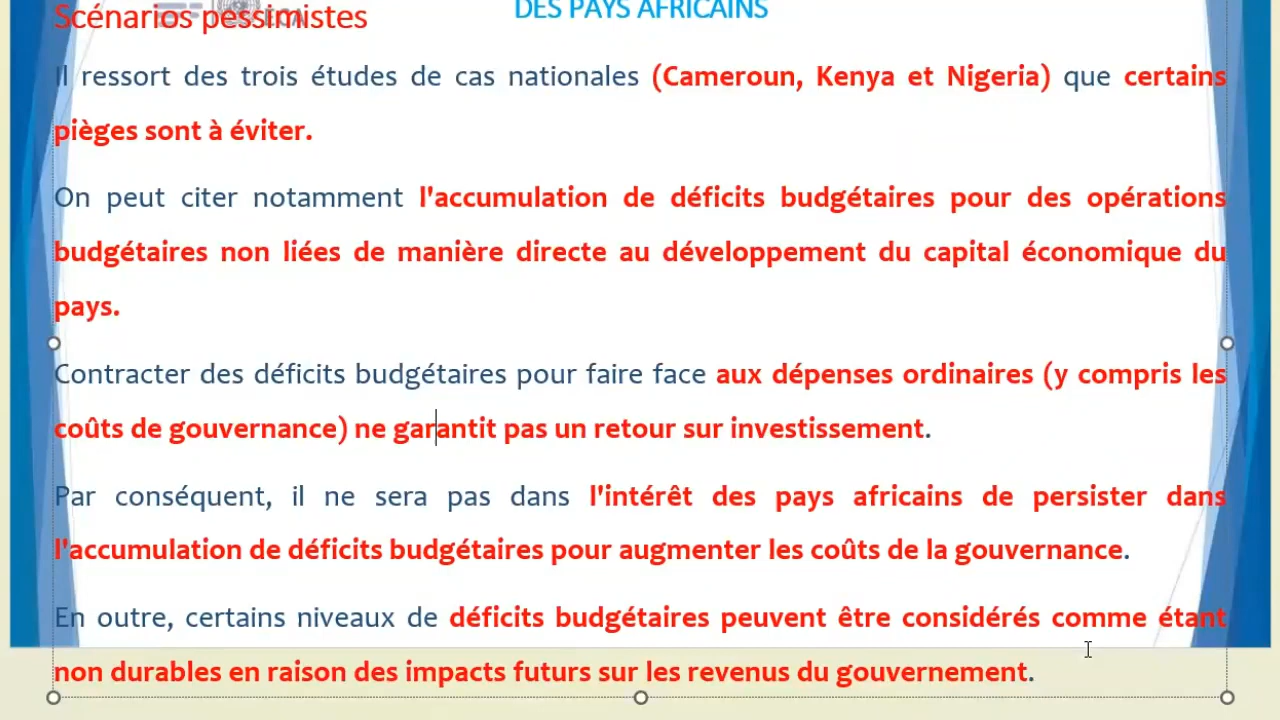 DES PAYS AFRICAINS
Scénarios pessimistes
Il ressort des trois études de cas nationales (Cameroun, Kenya et Nigeria) que certains
pièges sont à éviter.
On peut citer notamment l'accumulation de déficits budgétaires pour des opérations
budgétaires non liées de manière directe au développement du capital économique du
pays.
Contracter des déficits budgétaires pour faire face aux dépenses ordinaires (y compris les
coûts de gouvernance) ne garantit pas un retour sur investissement.
Par conséquent, il ne sera pas dans l'intérêt des pays africains de persister dans
l'accumulation de déficits budgétaires pour augmenter les coûts de la gouvernance.
En outre, certains niveaux de déficits budgétaires peuvent être considérés comme étant
non durables en raison des impacts futurs sur les revenus du gouvernement.